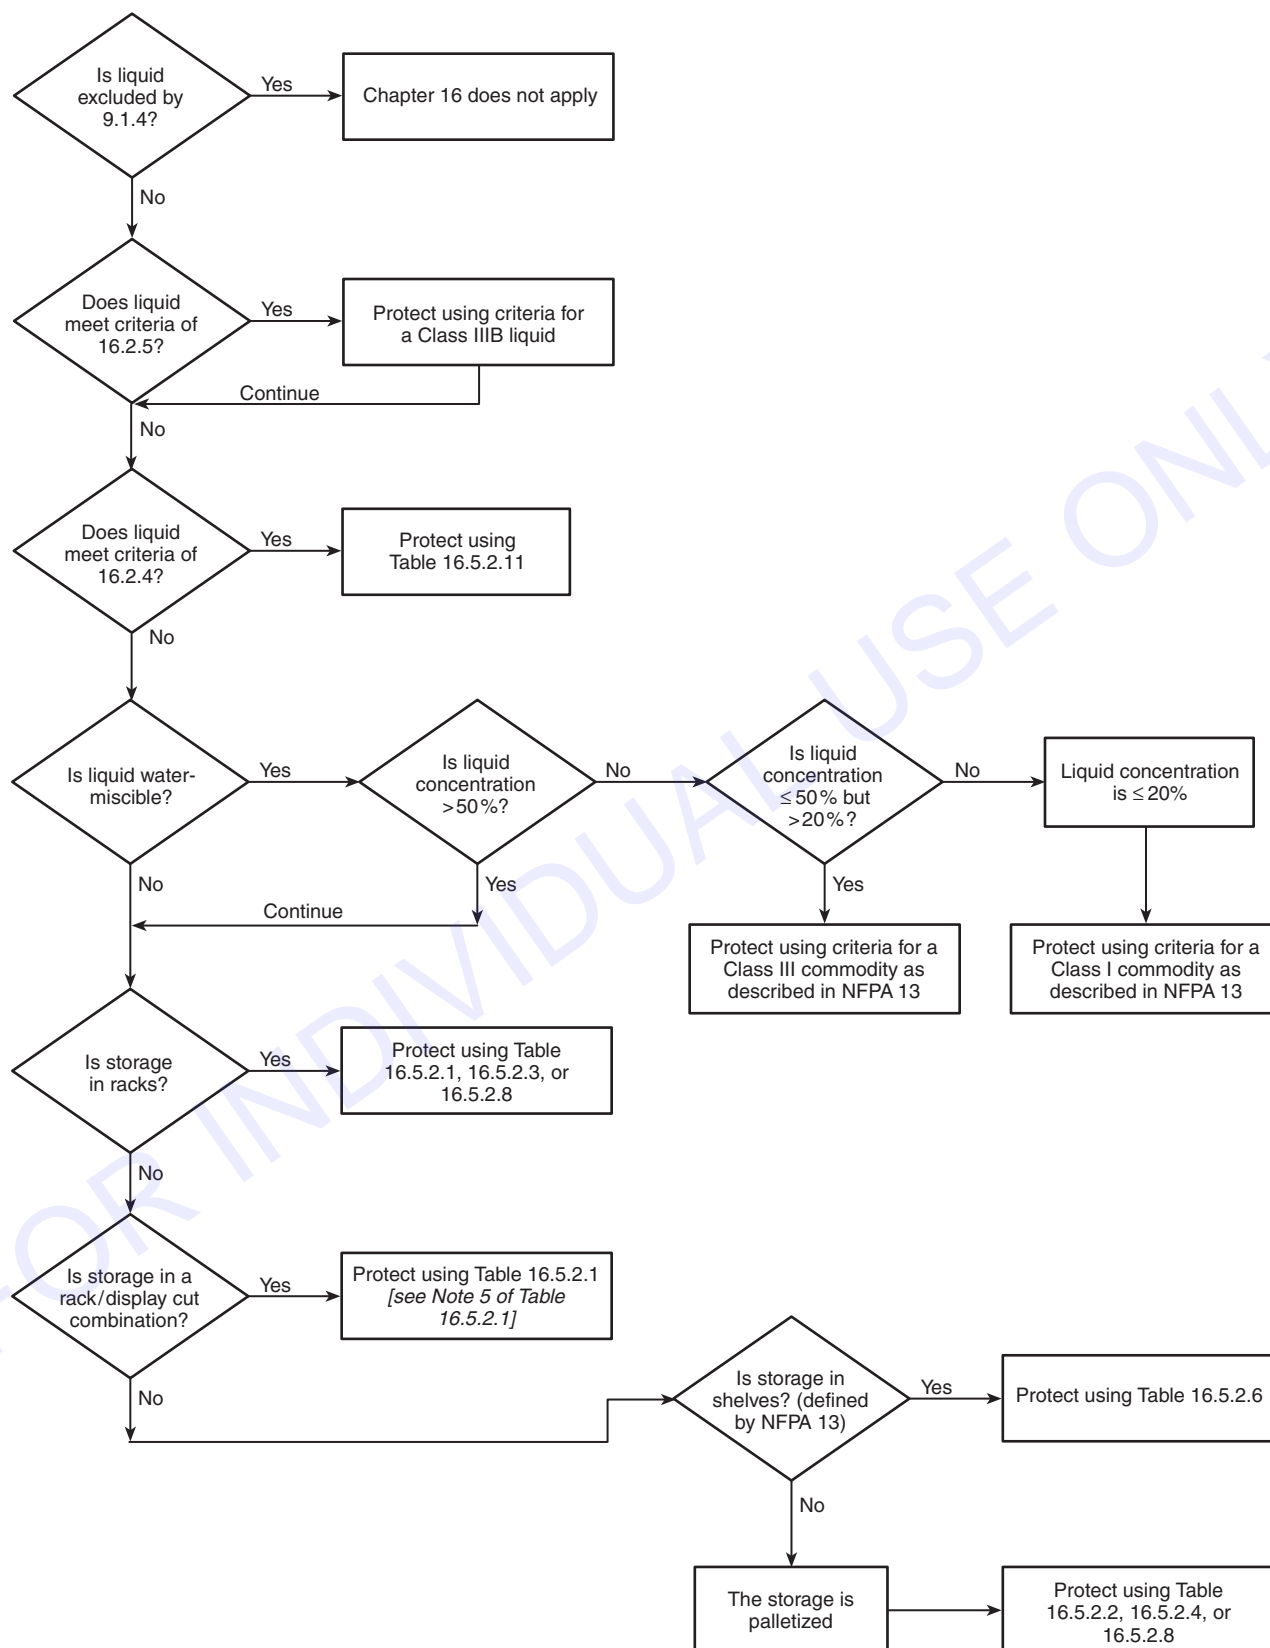 Is liquid
excluded by
9.1.4?
Yes
Chapter 16 does not apply
No
Does liquid
meet criteria of
16.2.5?
Yes
Protect using criteria for
a Class IIIB liquid
Continue
No
Does liquid
meet criteria of
16.2.4?
Yes
Protect using
Table 16.5.2.11
No
Is liquid water-
miscible?
Yes
Is liquid
concentration
>50%?
No
Is liquid
concentration
≤50% but
>20%?
No
Liquid concentration
is ≤20%
No
Yes
Yes
Continue
Protect using criteria for a
Class III commodity as
described in NFPA 13
Protect using criteria for a
Class I commodity as
described in NFPA 13
Is storage
in racks?
Yes
Protect using Table
16.5.2.1, 16.5.2.3, or
16.5.2.8
No
Is storage in a
rack/display cut
combination?
Yes
Protect using Table 16.5.2.1
[see Note 5 of Table
16.5.2.1]
No
Is storage in
shelves? (defined
by NFPA 13)
Yes
Protect using Table 16.5.2.6
No
The storage is
palletized
Protect using Table
16.5.2.2, 16.5.2.4, or
16.5.2.8
FOR INDIVIDUAL USE ONLY